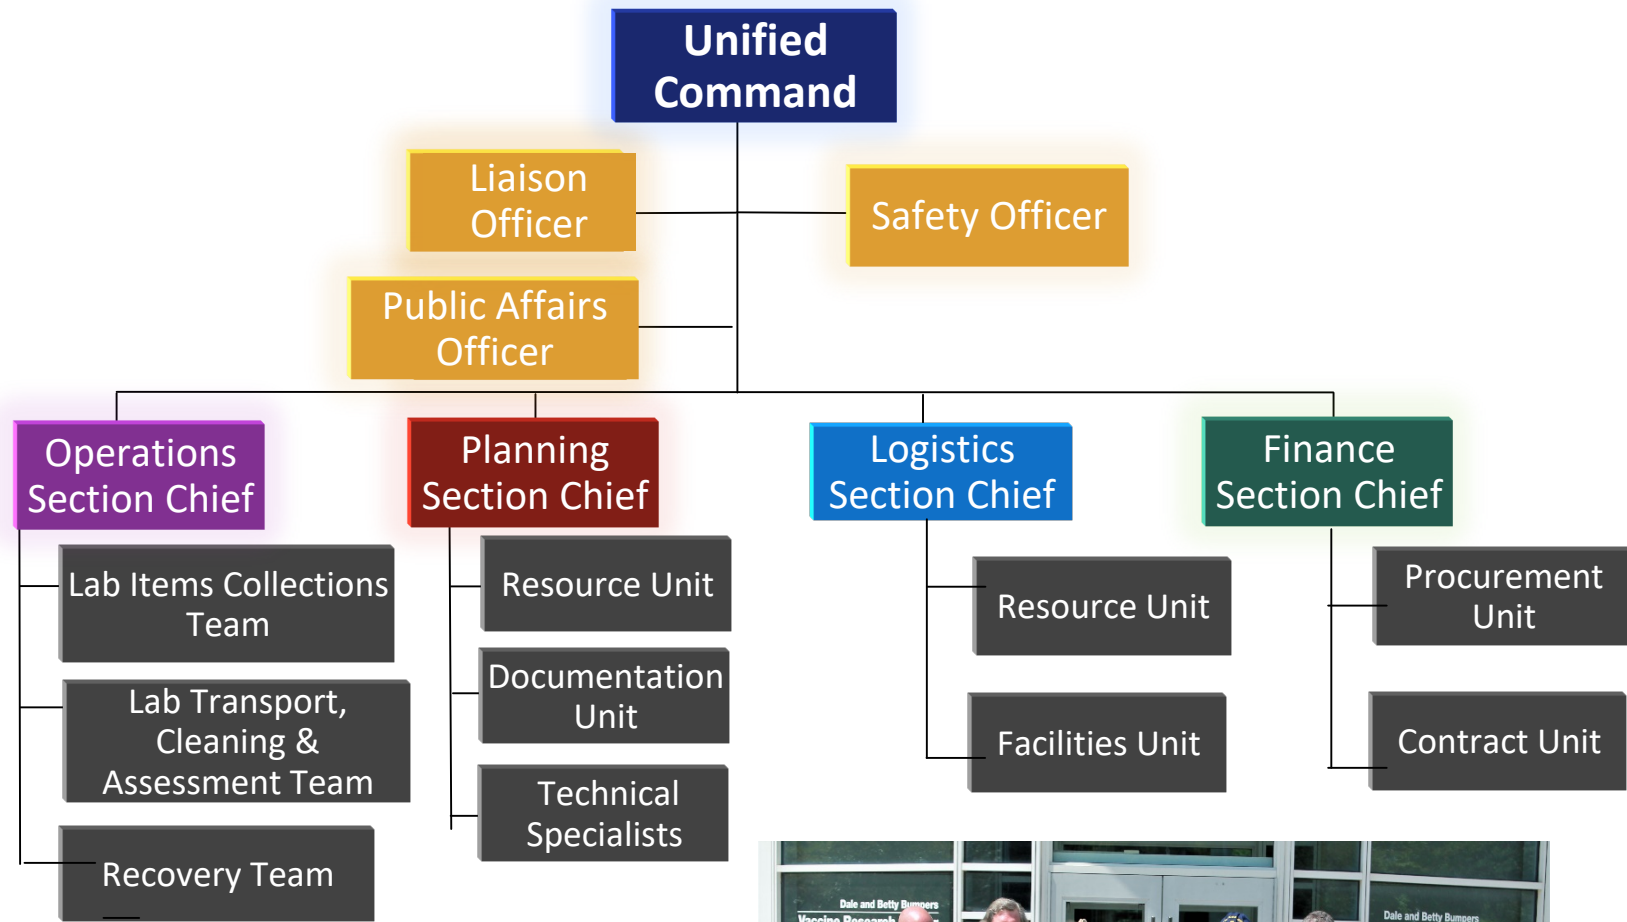 Unified
Command
Liaison
Officer
Safety Officer
Public Affairs
Officer
Operations
Section Chief
Planning
Section Chief
Logistics
Section Chief
Finance
Section Chief
Lab Items Collections
Team
Lab Transport,
Cleaning &
Assessment Team
Recovery Team
Resource Unit
Documentation
Unit
Technical
Specialists
Resource Unit
Facilities Unit
Procurement
Unit
Contract Unit
Dale and Betty Bumpers
Vaccine Research
Dale and Betty Bumpers